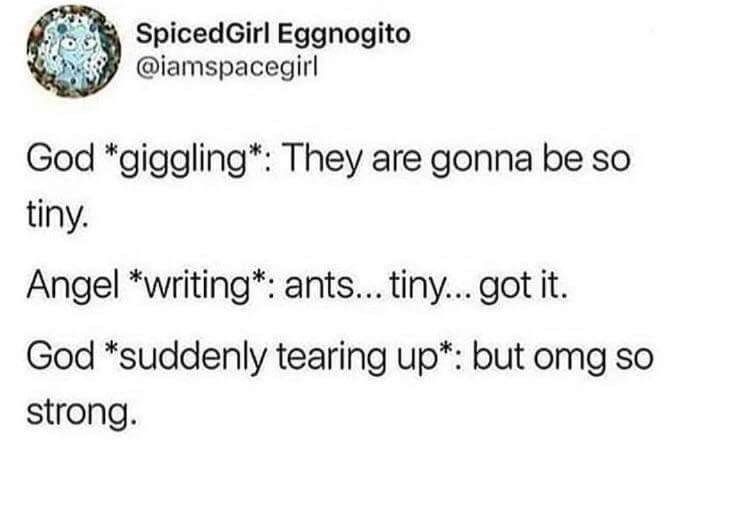 SpicedGirl Eggnogito
@iamspacegirl
God *giggling*: They are gonna be so
tiny.
Angel *writing*: ants... tiny... got it.
God *suddenly tearing up*: but omg so
strong.